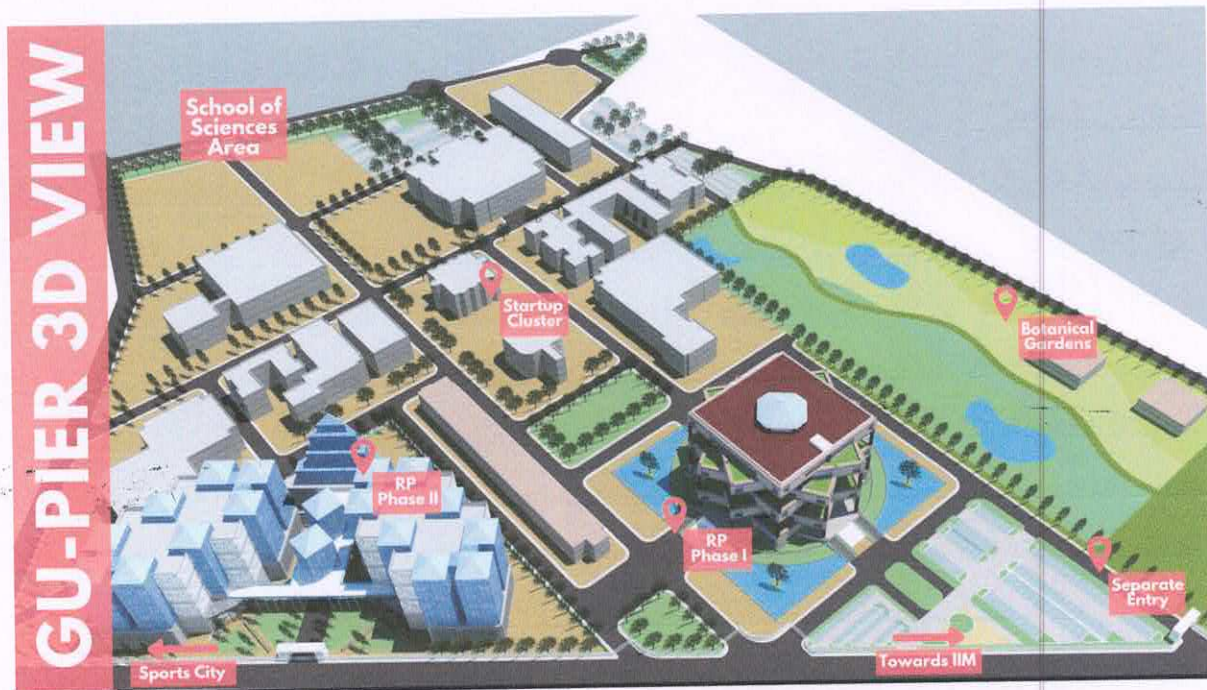 GU-PIER 3D VIEW
School of
Sciences
Area
Startup
Cluster
Botanical
Gardens
RP
Phase II
RP
Phase I
Separate
Entry
Sports City
Towards IIM